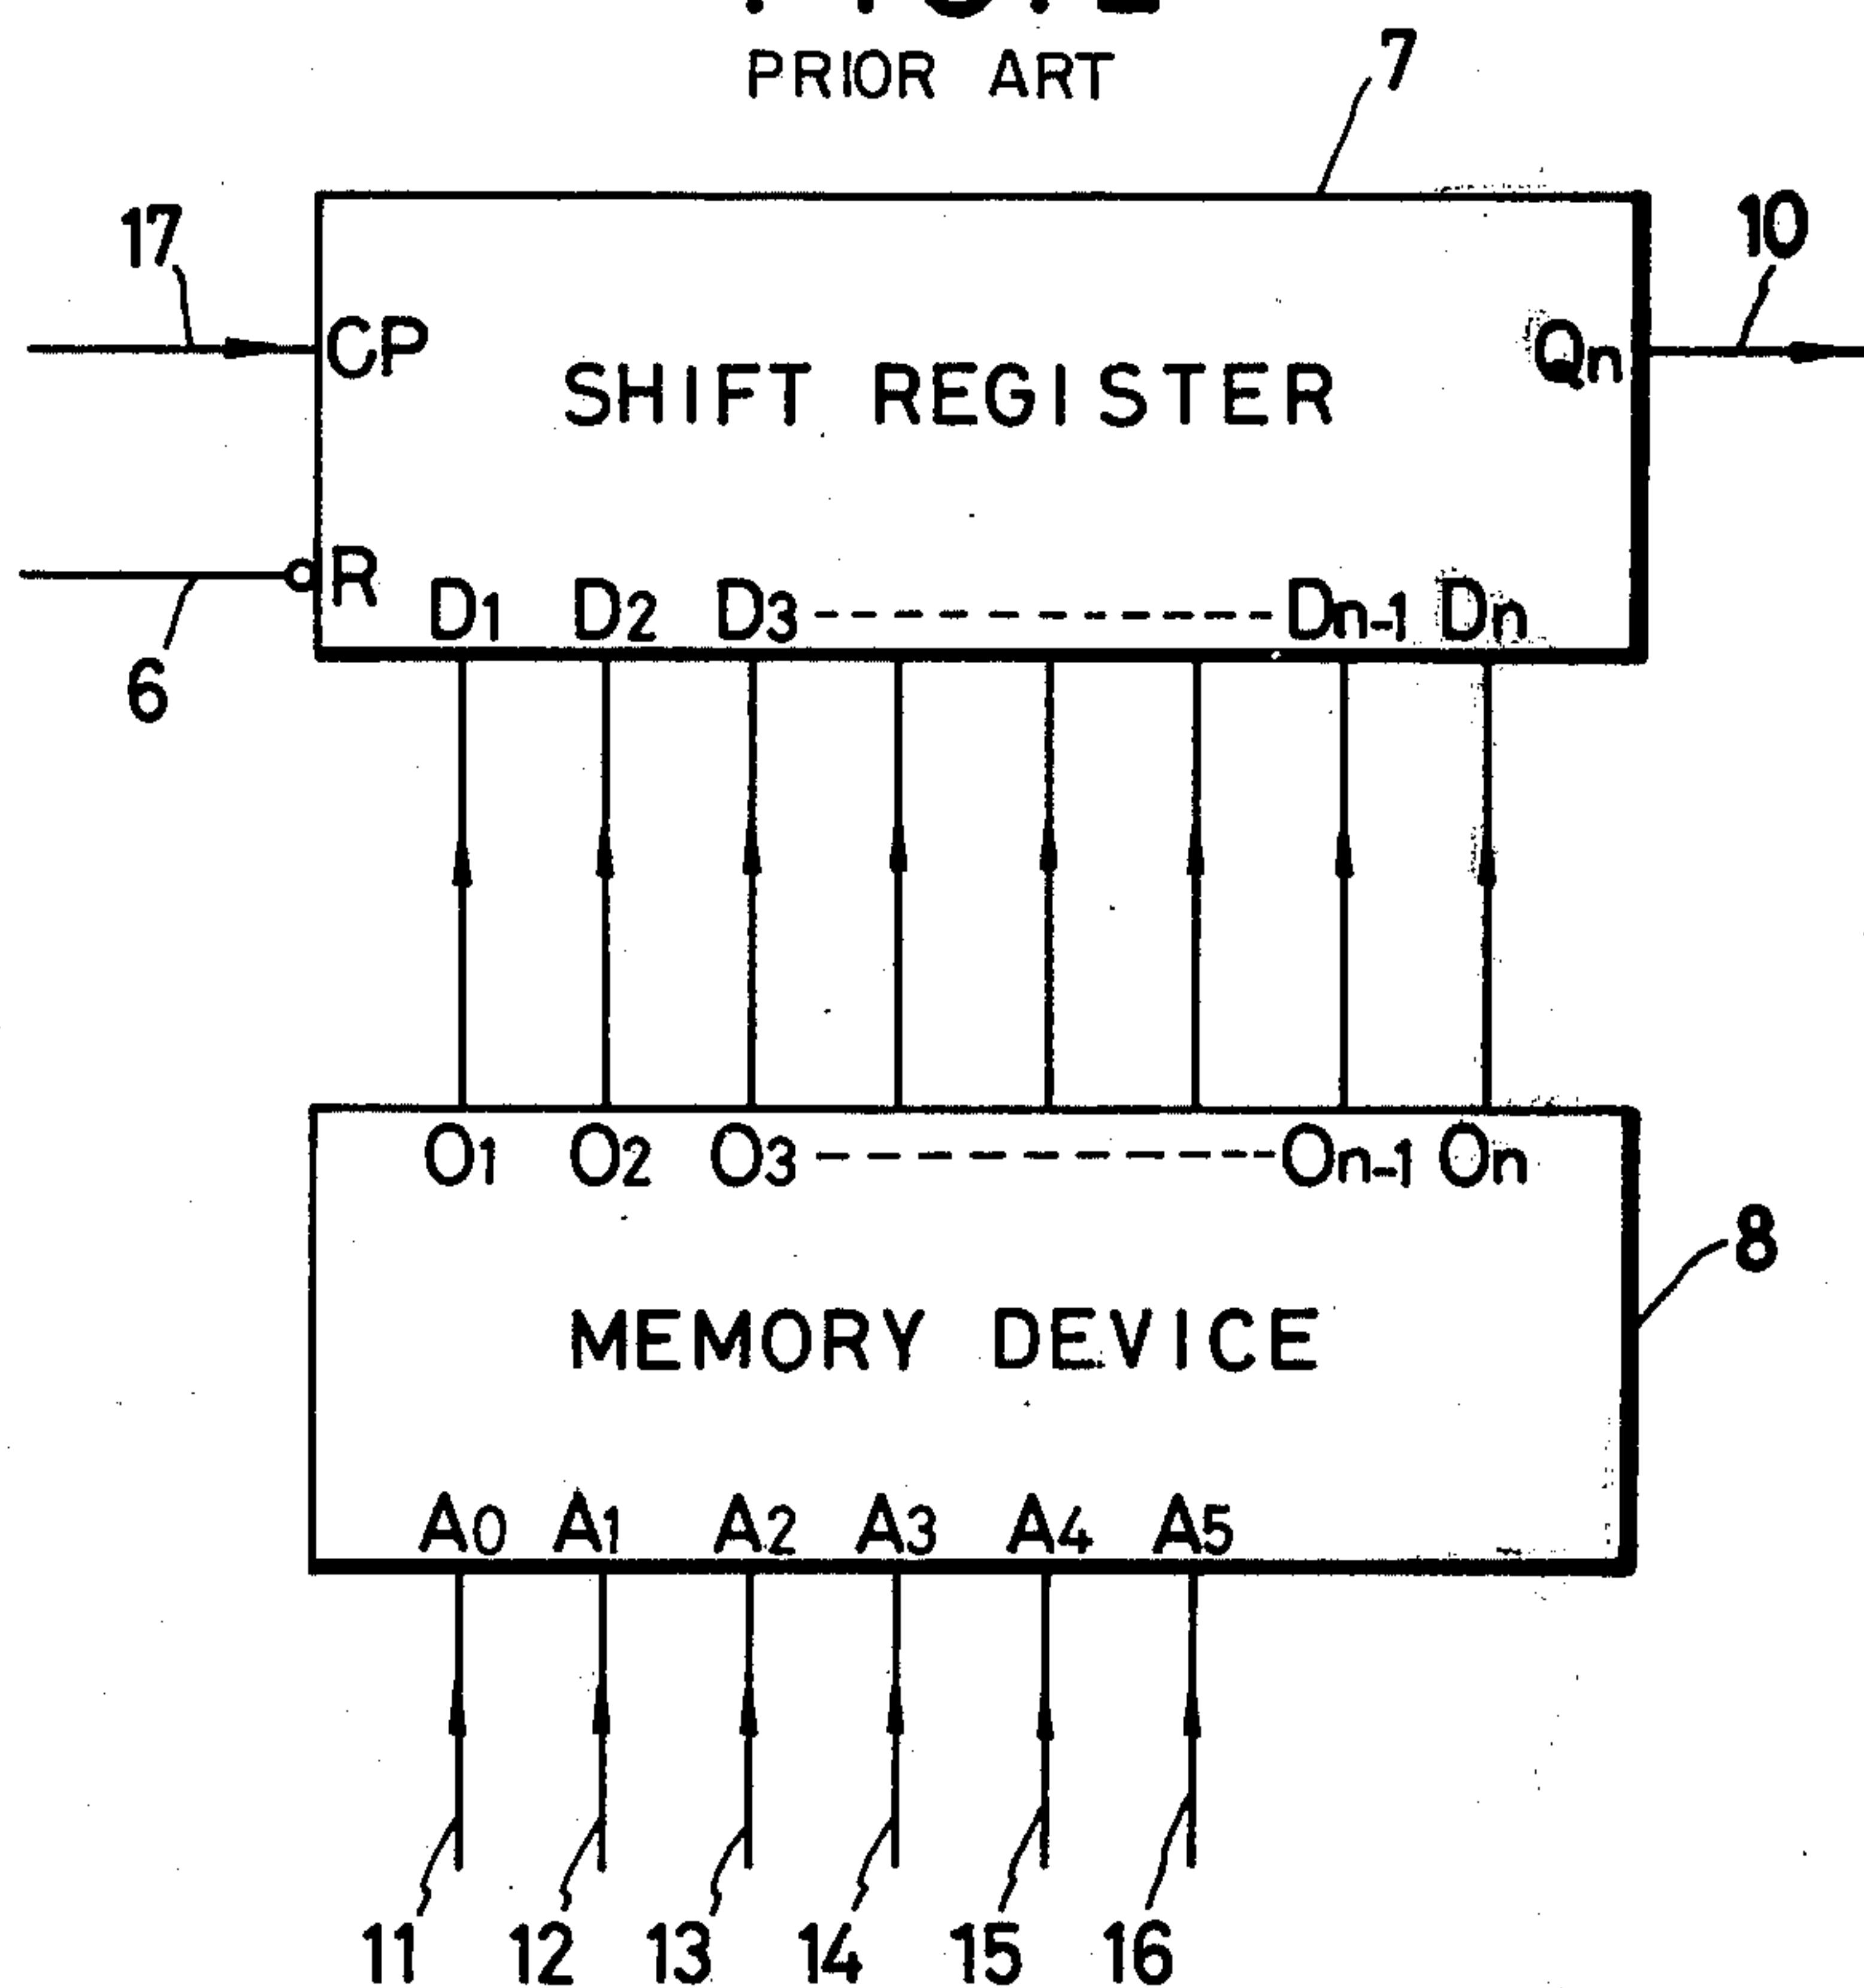 PRIOR ART
7
17
10
CP
Qn
SHIFT REGISTER
R
D1 D2 D3 --------- Dn-1 Dn
6
O1 O2 O3 --------- On-1 On
8
MEMORY DEVICE
A0 A1 A2 A3 A4 A5
11 12 13 14 15 16